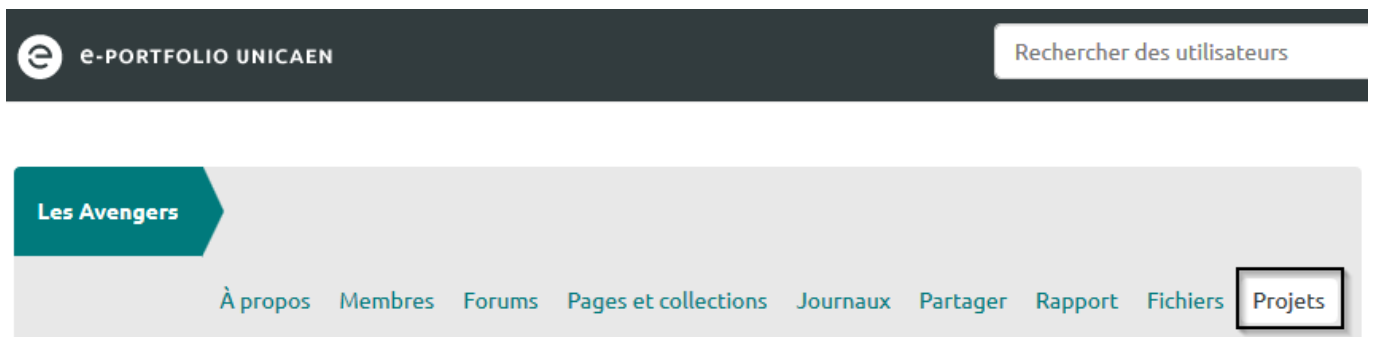 e e-PORTFOLIO UNICAEN Rechercher des utilisateurs
Les Avengers
À propos Membres Forums Pages et collections Journaux Partager Rapport Fichiers Projets